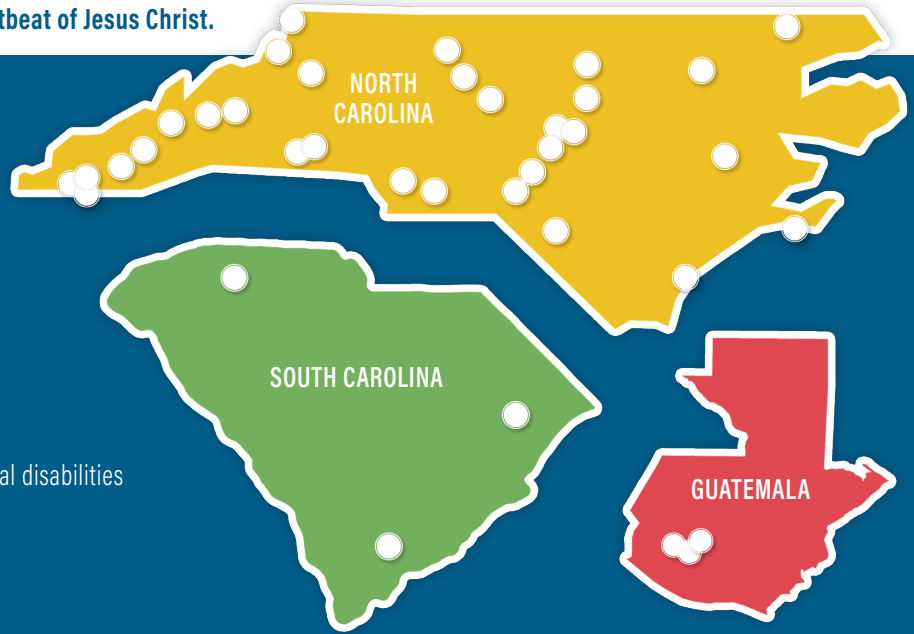 tbeat of Jesus Christ.
NORTH
CAROLINA
SOUTH CAROLINA
al disabilities
GUATEMALA